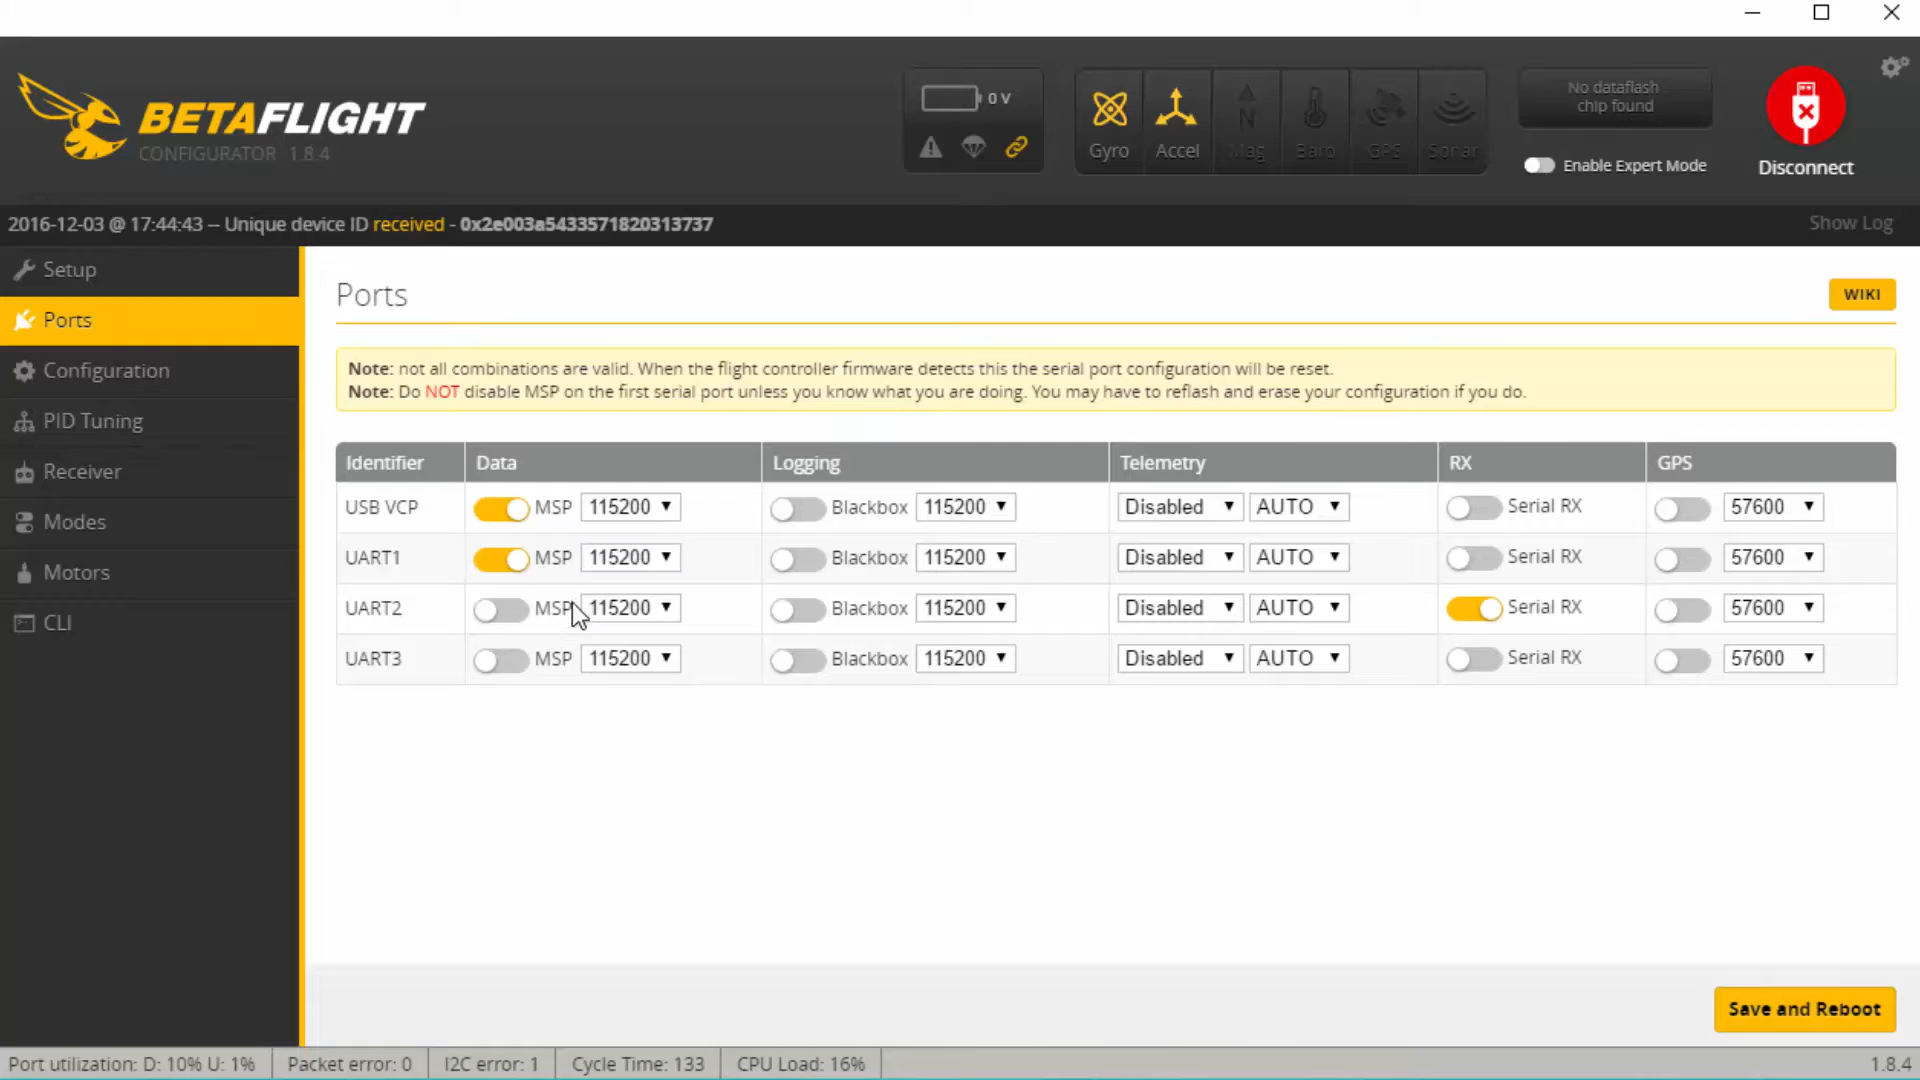 0 V
No dataflash
chip found
BETAFLIGHT
CONFIGURATOR 1.8.4
Gyro Accel Mag Baro GPS Sonar
Enable Expert Mode
Disconnect
2016-12-03 @ 17:44:43 -- Unique device ID received - 0x2e003a5433571820313737
Show Log
Setup
Ports
Configuration
PID Tuning
Receiver
Modes
Motors
CLI
Ports
WIKI
Note: not all combinations are valid. When the flight controller firmware detects this the serial port configuration will be reset.
Note: Do NOT disable MSP on the first serial port unless you know what you are doing. You may have to reflash and erase your configuration if you do.
Identifier Data Logging Telemetry RX GPS
USB VCP MSP 115200 Blackbox 115200 Disabled AUTO Serial RX 57600
UART1 MSP 115200 Blackbox 115200 Disabled AUTO Serial RX 57600
UART2 MSP 115200 Blackbox 115200 Disabled AUTO Serial RX 57600
UART3 MSP 115200 Blackbox 115200 Disabled AUTO Serial RX 57600
Save and Reboot
Port utilization: D: 10% U: 1% Packet error: 0 I2C error: 1 Cycle Time: 133 CPU Load: 16% 1.8.4